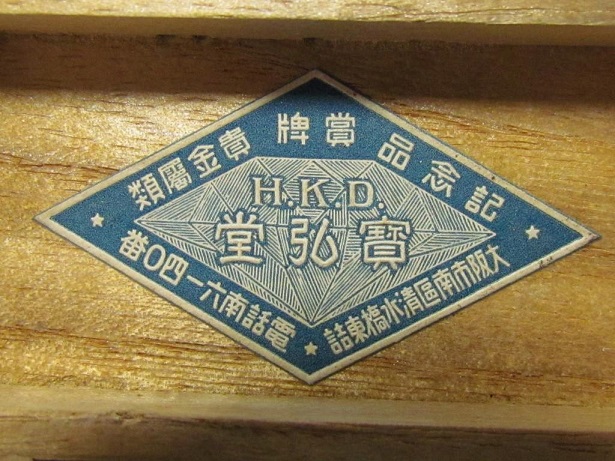 記念品 賞牌 貴金屬類
H.K.D.
寶弘堂
大阪市南區清水橋東詰
電話南六一四〇番